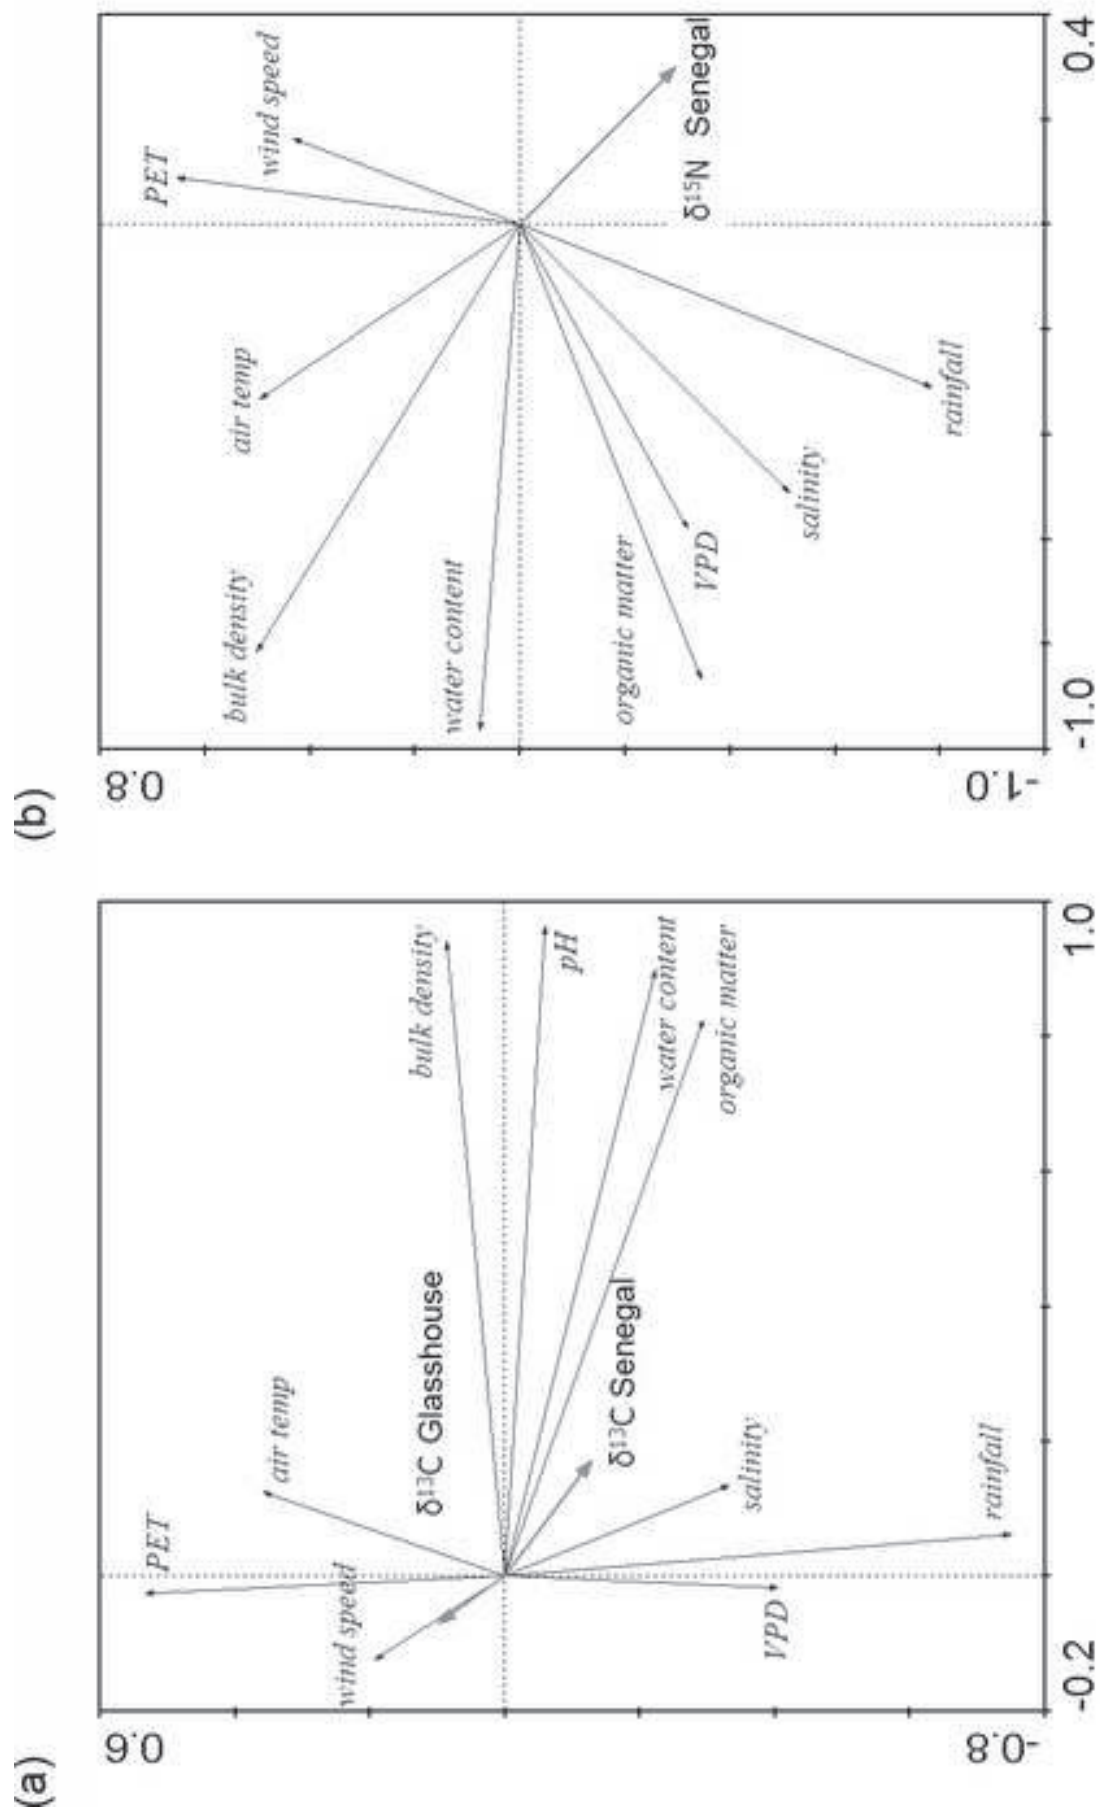 (a)
0.6
-0.8
-0.2
1.0
PET
air temp
wind speed
δ13C Glasshouse
bulk density
pH
water content
organic matter
δ13C Senegal
salinity
rainfall
VPD
(b)
0.8
-1.0
-1.0
0.4
PET
wind speed
air temp
bulk density
water content
organic matter
VPD
salinity
rainfall
δ15N Senegal